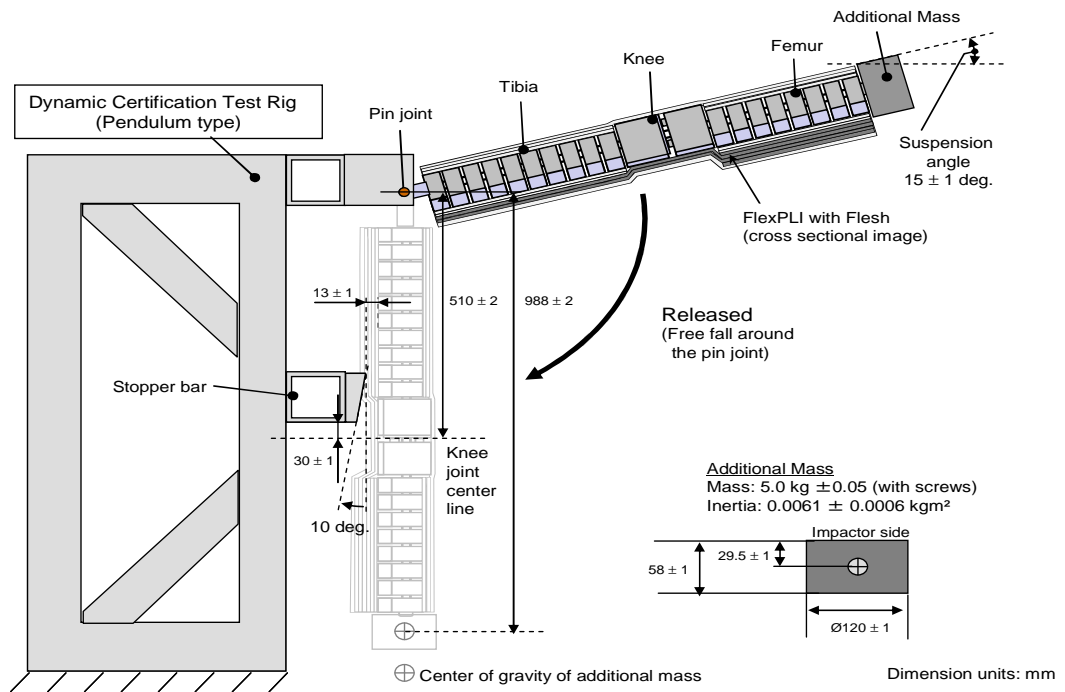 Additional Mass
Femur
Knee
Tibia
Dynamic Certification Test Rig
(Pendulum type)
Pin joint
Suspension
angle
15 ± 1 deg.
FlexPLI with Flesh
(cross sectional image)
13 ± 1
510 ± 2
988 ± 2
Released
(Free fall around
the pin joint)
Stopper bar
30 ± 1
Knee
joint
center
line
10 deg.
Additional Mass
Mass: 5.0 kg ±0.05 (with screws)
Inertia: 0.0061 ± 0.0006 kgm²
Impactor side
58 ± 1
29.5 ± 1
Ø120 ± 1
Center of gravity of additional mass
Dimension units: mm